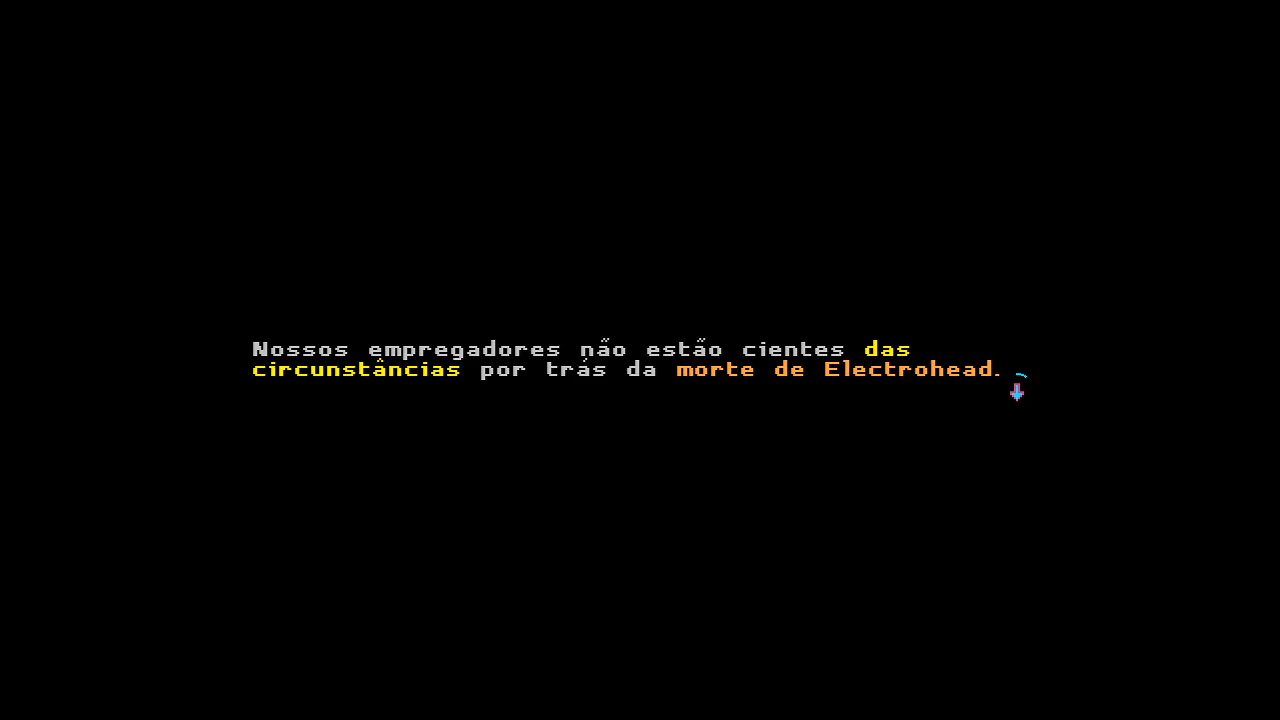 Nossos empregadores não estão cientes das
circunstâncias por trás da morte de Electrohead.